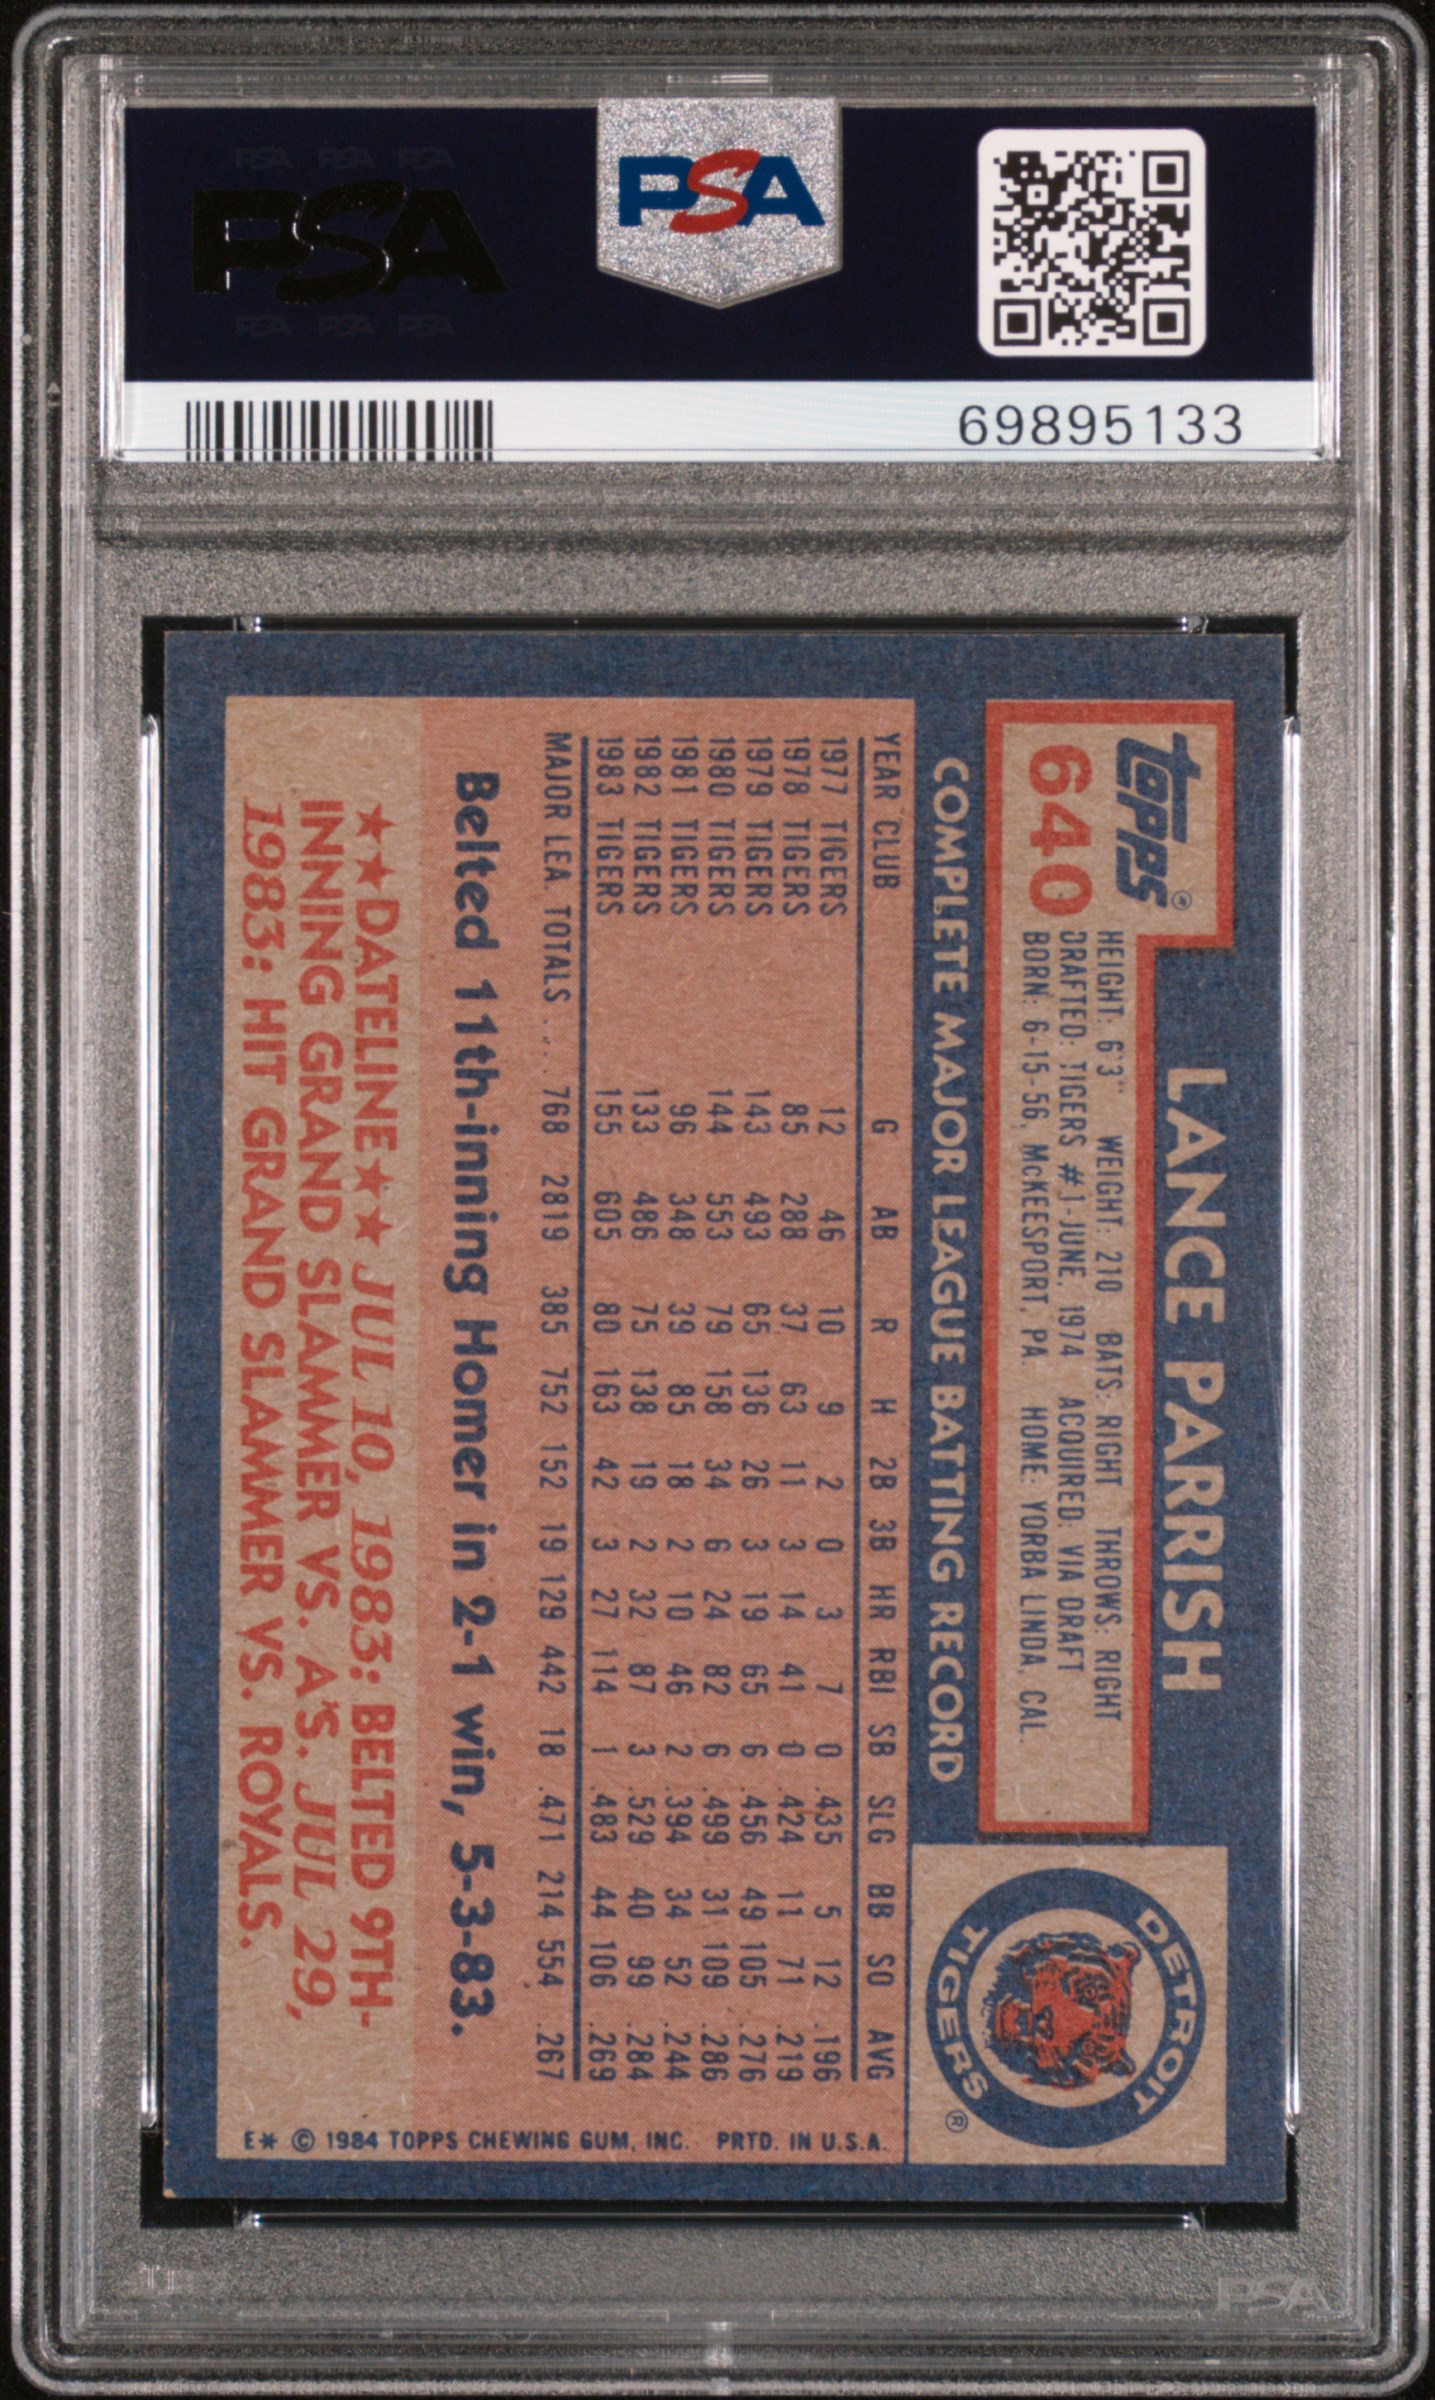 PSA PSA PSA
PSA
PSA PSA PSA
PSA
69895133
LANCE PARRISH
topps®
640
HEIGHT: 6'3" WEIGHT: 210 BATS: RIGHT THROWS: RIGHT
DRAFTED: TIGERS #1-JUNE, 1974 ACQUIRED: VIA DRAFT
BORN: 6-15-56, McKEESPORT, PA. HOME: YORBA LINDA, CAL.
DETROIT
TIGERS®
COMPLETE MAJOR LEAGUE BATTING RECORD
YEAR CLUB G AB R H 2B 3B HR RBI SB SLG BB SO AVG
1977 TIGERS 12 46 10 9 2 0 3 7 0 .435 5 12 .196
1978 TIGERS 85 288 37 63 11 3 14 41 0 .424 11 71 .219
1979 TIGERS 143 493 65 136 26 3 19 65 6 .456 49 105 .276
1980 TIGERS 144 553 79 158 34 6 24 82 6 .499 31 109 .286
1981 TIGERS 96 348 39 85 18 2 10 46 2 .394 34 52 .244
1982 TIGERS 133 486 75 138 19 2 32 87 3 .529 40 99 .284
1983 TIGERS 155 605 80 163 42 3 27 114 1 .483 44 106 .269
MAJOR LEA. TOTALS .... 768 2819 385 752 152 19 129 442 18 .471 214 554 .267
Belted 11th-inning Homer in 2-1 win, 5-3-83.
★★DATELINE★★ JUL 10, 1983: BELTED 9TH-
INNING GRAND SLAMMER VS. A'S. JUL 29,
1983: HIT GRAND SLAMMER VS. ROYALS.
E* © 1984 TOPPS CHEWING GUM, INC. PRTD. IN U.S.A.
PSA